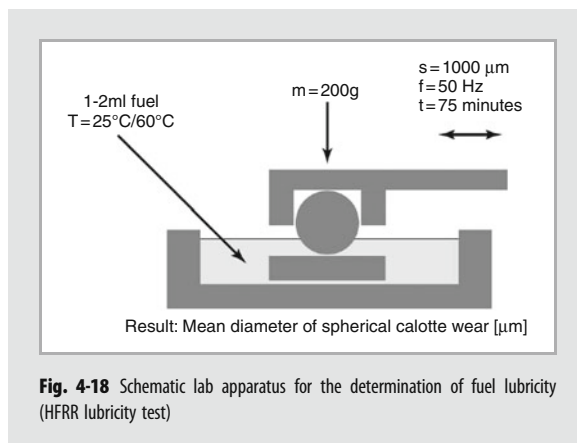 1-2ml fuel
T=25°C/60°C
m=200g
s=1000 μm
f=50 Hz
t=75 minutes
Result: Mean diameter of spherical calotte wear [μm]
Fig. 4-18 Schematic lab apparatus for the determination of fuel lubricity
(HFRR lubricity test)